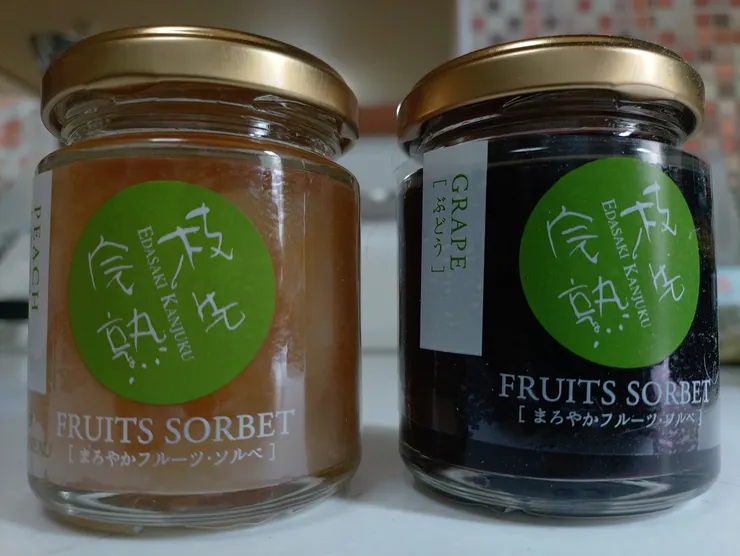 PEACH
枝先
EDASAKI KANJUKU
完熟
FRUITS SORBET
[ まろやかフルーツ・ソルベ ]
GRAPE
[ ぶどう ]
枝先
EDASAKI KANJUKU
完熟
FRUITS SORBET
[ まろやかフルーツ・ソルベ ]